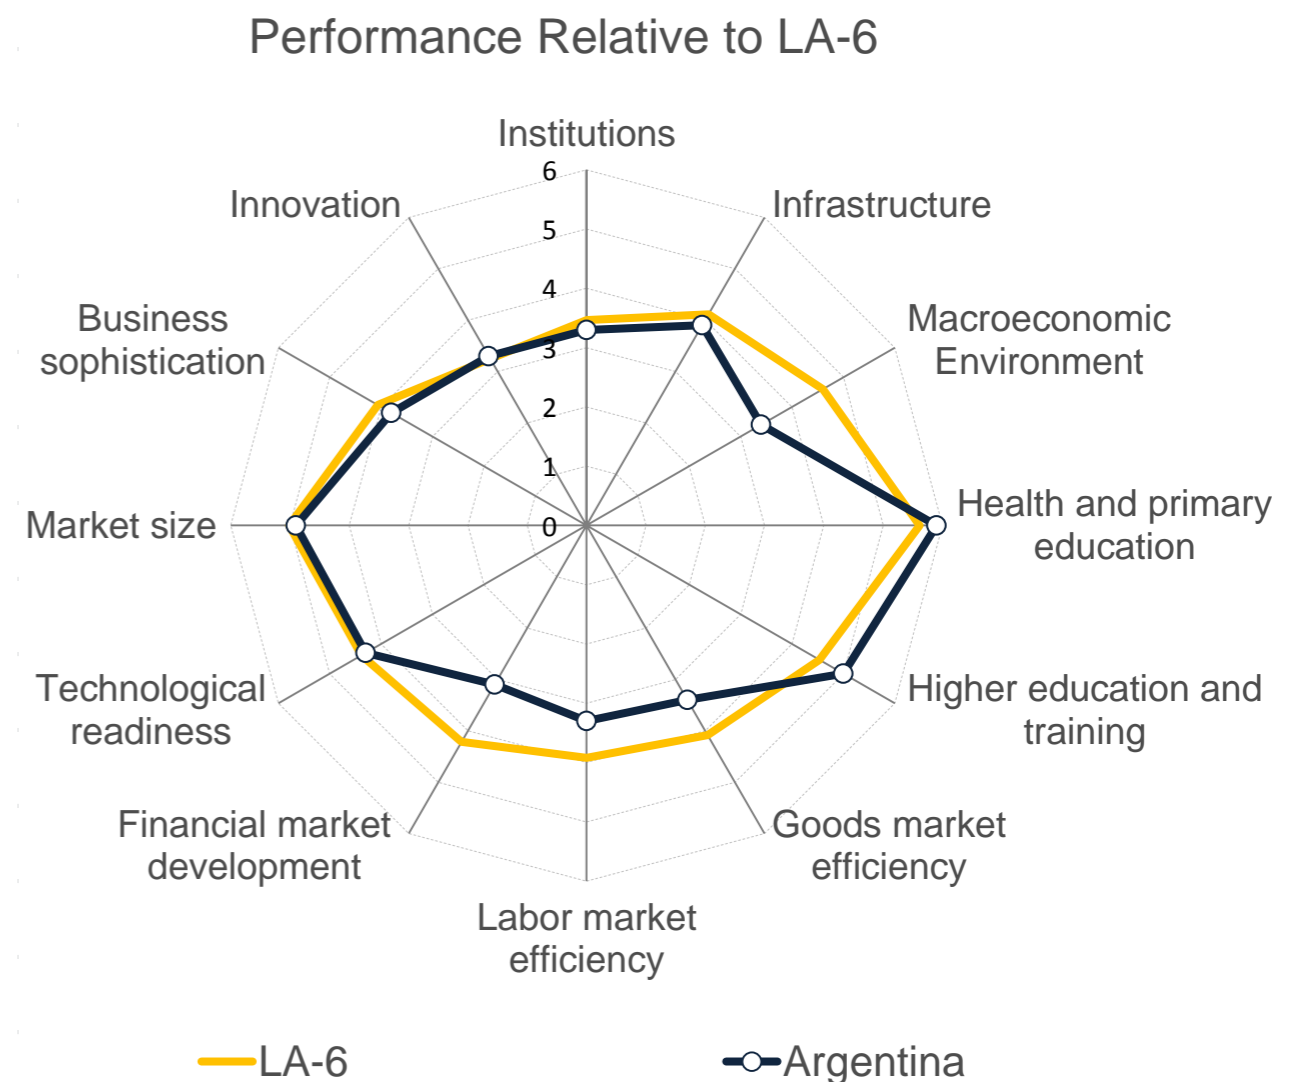 Performance Relative to LA-6
Institutions
Infrastructure
Macroeconomic
Environment
Health and primary
education
Higher education and
training
Goods market
efficiency
Labor market
efficiency
Financial market
development
Technological
readiness
Market size
Business
sophistication
Innovation
6
5
4
3
2
1
0
LA-6
Argentina